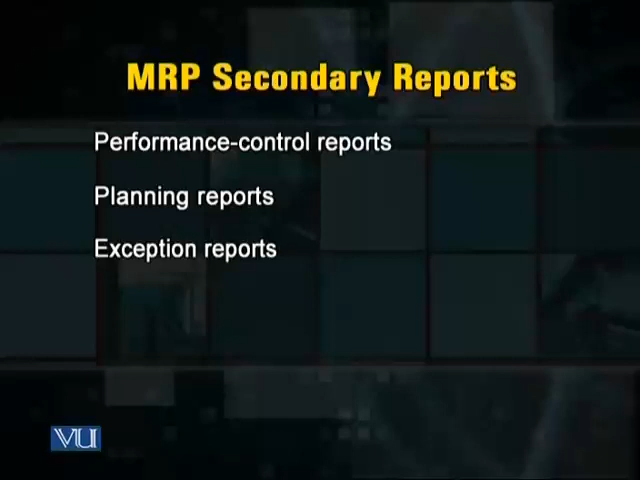 MRP Secondary Reports
Performance-control reports
Planning reports
Exception reports
VU